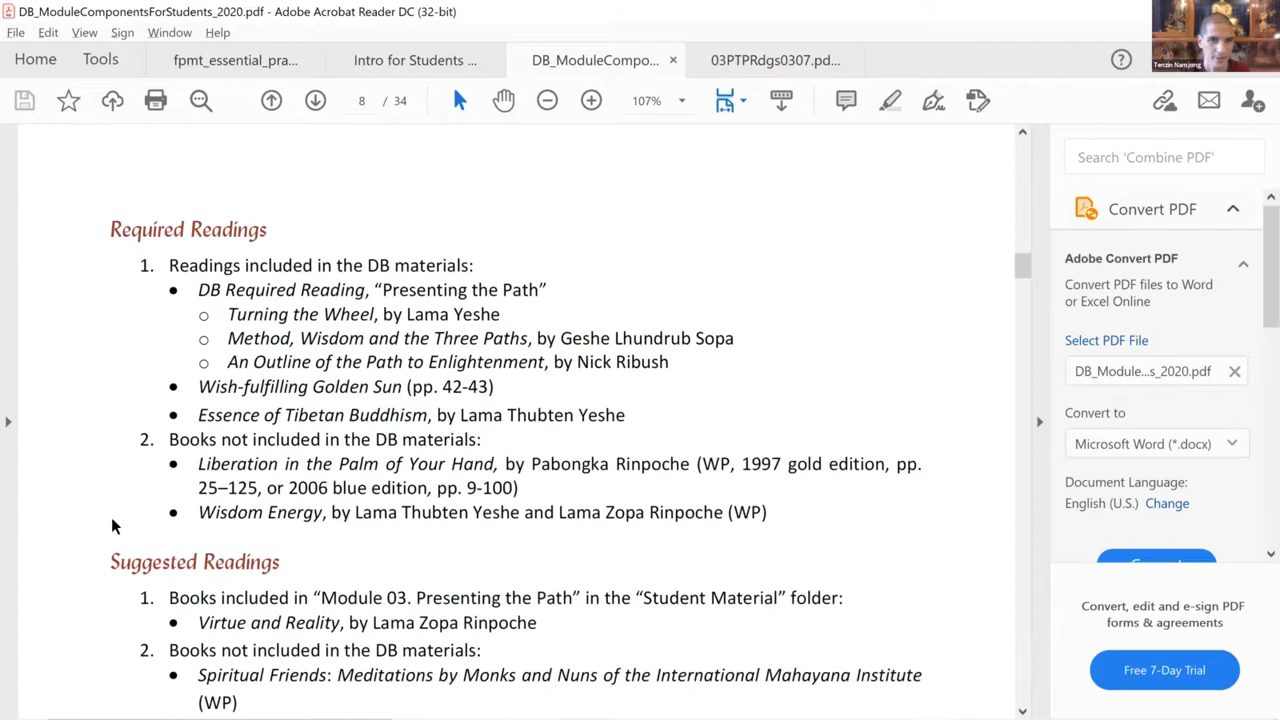 DB_ModuleComponentsForStudents_2020.pdf - Adobe Acrobat Reader DC (32-bit)
File Edit View Sign Window Help
Home Tools fpmt_essential_pra... Intro for Students ... DB_ModuleCompo... × 03PTPRdgs0307.pd...
8 / 34 107%
Tenzin Namjong
Required Readings
1. Readings included in the DB materials:
• DB Required Reading, “Presenting the Path”
○ Turning the Wheel, by Lama Yeshe
○ Method, Wisdom and the Three Paths, by Geshe Lhundrub Sopa
○ An Outline of the Path to Enlightenment, by Nick Ribush
• Wish-fulfilling Golden Sun (pp. 42-43)
• Essence of Tibetan Buddhism, by Lama Thubten Yeshe
2. Books not included in the DB materials:
• Liberation in the Palm of Your Hand, by Pabongka Rinpoche (WP, 1997 gold edition, pp.
25–125, or 2006 blue edition, pp. 9-100)
• Wisdom Energy, by Lama Thubten Yeshe and Lama Zopa Rinpoche (WP)
Suggested Readings
1. Books included in “Module 03. Presenting the Path” in the “Student Material” folder:
• Virtue and Reality, by Lama Zopa Rinpoche
2. Books not included in the DB materials:
• Spiritual Friends: Meditations by Monks and Nuns of the International Mahayana Institute
(WP)
Search 'Combine PDF'
Convert PDF
Adobe Convert PDF
Convert PDF files to Word
or Excel Online
Select PDF File
DB_Module...s_2020.pdf
Convert to
Microsoft Word (*.docx)
Document Language:
English (U.S.) Change
Convert, edit and e-sign PDF
forms & agreements
Free 7-Day Trial